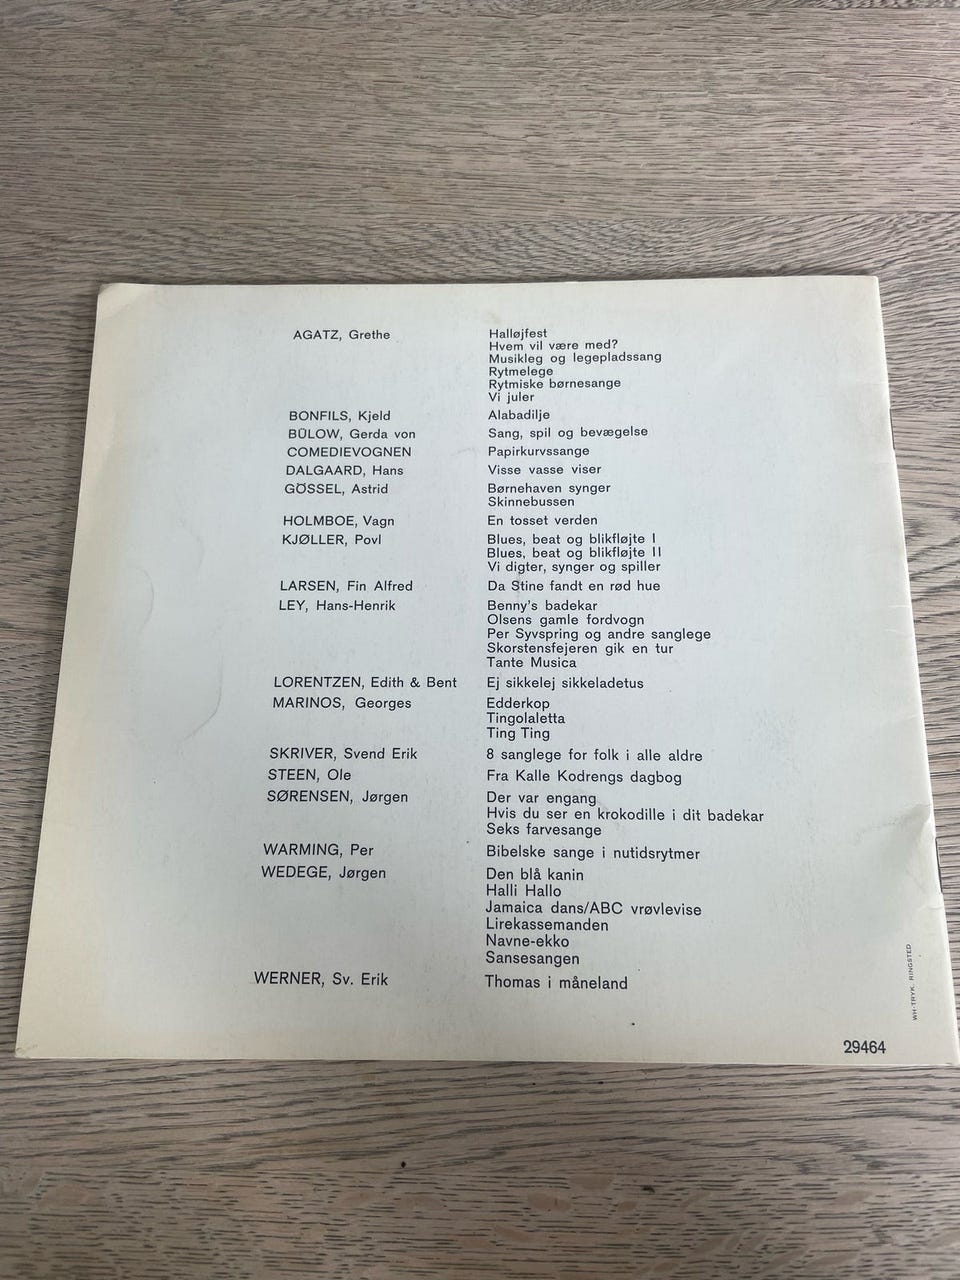 AGATZ, Grethe Halløjfest
Hvem vil være med?
Musikleg og legepladssang
Rytmelege
Rytmiske børnesange
Vi juler
BONFILS, Kjeld Alabadilje
BÜLOW, Gerda von Sang, spil og bevægelse
COMEDIEVOGNEN Papirkurvssange
DALGAARD, Hans Visse vasse viser
GÖSSEL, Astrid Børnehaven synger
Skinnebussen
HOLMBOE, Vagn En tosset verden
KJØLLER, Povl Blues, beat og blikfløjte I
Blues, beat og blikfløjte II
Vi digter, synger og spiller
LARSEN, Fin Alfred Da Stine fandt en rød hue
LEY, Hans-Henrik Benny's badekar
Olsens gamle fordvogn
Per Syvspring og andre sanglege
Skorstensfejeren gik en tur
Tante Musica
LORENTZEN, Edith & Bent Ej sikkelej sikkeladetus
MARINOS, Georges Edderkop
Tingolaletta
Ting Ting
SKRIVER, Svend Erik 8 sanglege for folk i alle aldre
STEEN, Ole Fra Kalle Kodrengs dagbog
SØRENSEN, Jørgen Der var engang
Hvis du ser en krokodille i dit badekar
Seks farvesange
WARMING, Per Bibelske sange i nutidsrytmer
WEDEGE, Jørgen Den blå kanin
Halli Hallo
Jamaica dans/ABC vrøvlevise
Lirekassemanden
Navne-ekko
Sansesangen
WERNER, Sv. Erik Thomas i måneland
WH-TRYK. RINGSTED
29464